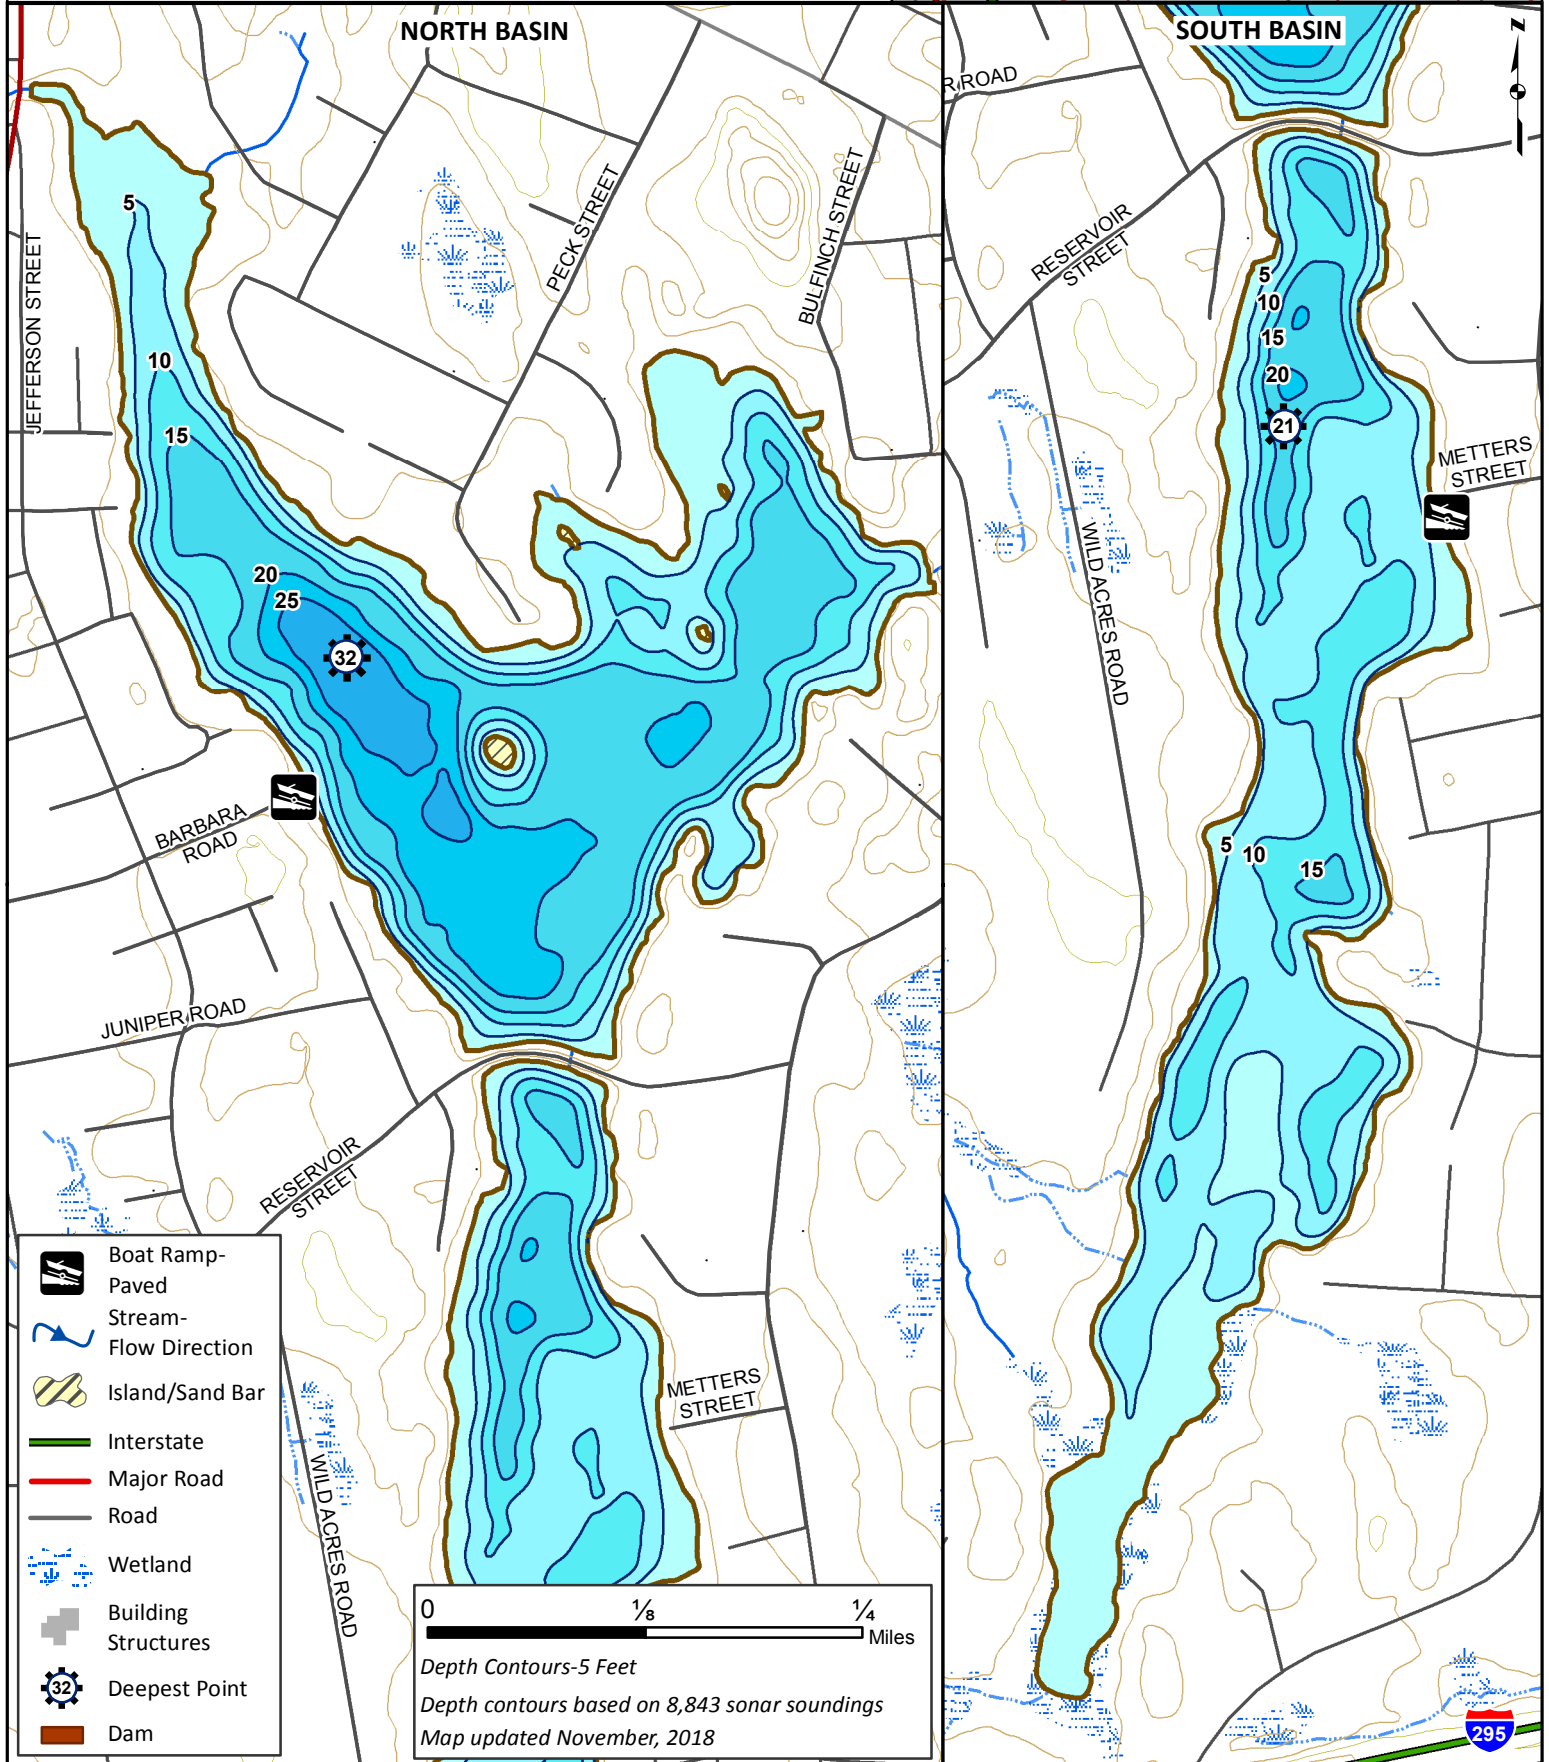 NORTH BASIN
SOUTH BASIN
Z
R ROAD
5
JEFFERSON STREET
PECK STREET
BULFINCH STREET
RESERVOIR
STREET
5
10
15
20
21
10
15
METTERS
STREET
WILD ACRES ROAD
20
25
32
BARBARA
ROAD
5
10
15
JUNIPER ROAD
RESERVOIR
STREET
METTERS
STREET
WILD ACRES ROAD
Boat Ramp-
Paved
Stream-
Flow Direction
Island/Sand Bar
Interstate
Major Road
Road
Wetland
Building
Structures
32
Deepest Point
Dam
0 ⅛ ¼
Miles
Depth Contours-5 Feet
Depth contours based on 8,843 sonar soundings
Map updated November, 2018
295